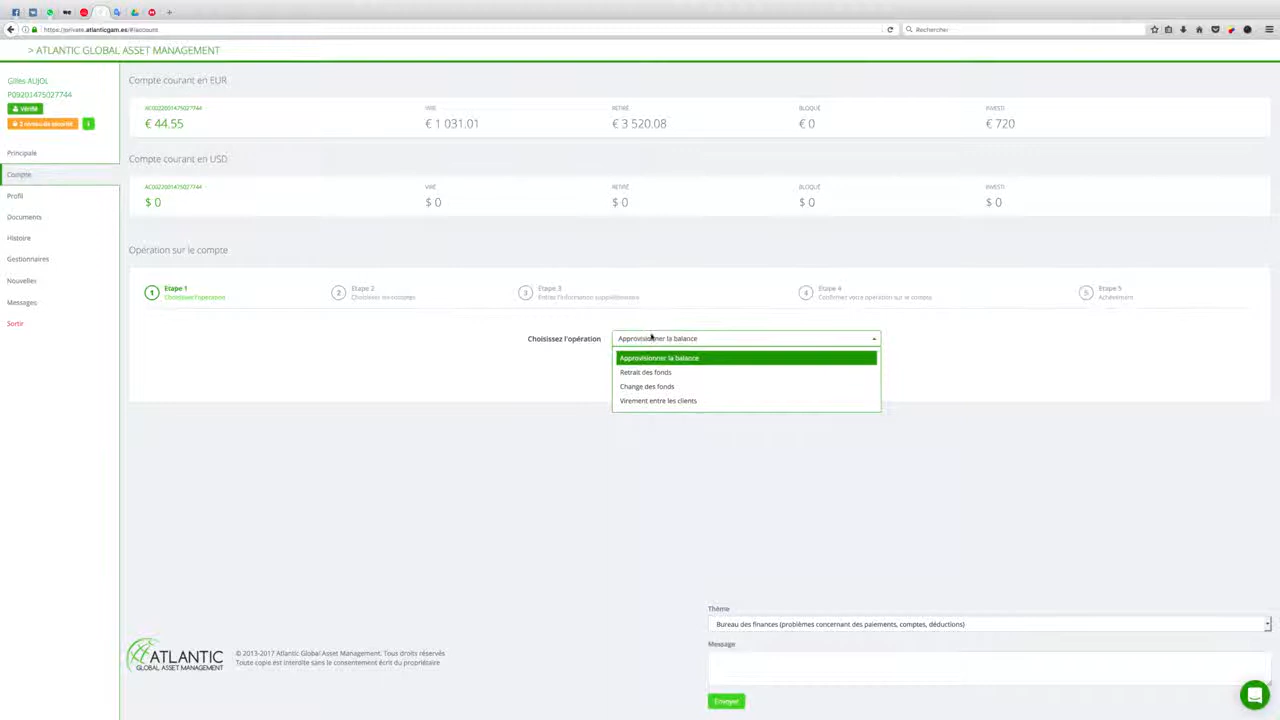 https://private.atlanticgam.es/#/account
Rechercher
> ATLANTIC GLOBAL ASSET MANAGEMENT
Gilles AUJOL
P09201475027744
Vérifié
2 niveau de sécurité
Principale
Compte
Profil
Documents
Histoire
Gestionnaires
Nouvelles
Messages
Sortir
Compte courant en EUR
AC0022001475027744 VIRÉ RETIRÉ BLOQUÉ INVESTI
€ 44.55 € 1 031.01 € 3 520.08 € 0 € 720
Compte courant en USD
AC0022001475027744 VIRÉ RETIRÉ BLOQUÉ INVESTI
$ 0 $ 0 $ 0 $ 0 $ 0
Opération sur le compte
1 Etape 1 2 Etape 2 3 Etape 3 4 Etape 4 5 Etape 5
Choisissez l'opération Choisissez les comptes Entrez l'information supplémentaire Confirmez votre opération sur le compte Achèvement
Choisissez l'opération Approvisionner la balance
Approvisionner la balance
Retrait des fonds
Change des fonds
Virement entre les clients
Thème
Bureau des finances (problèmes concernant des paiements, comptes, déductions)
Message
Envoyer
ATLANTIC
GLOBAL ASSET MANAGEMENT
© 2013-2017 Atlantic Global Asset Management. Tous droits réservés
Toute copie est interdite sans le consentement écrit du propriétaire